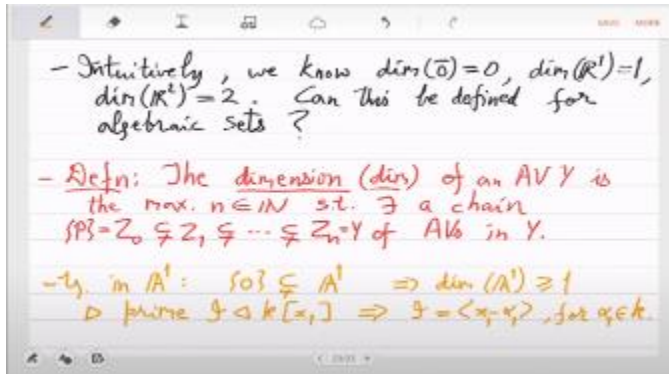 - Intuitively, we know dim(0̄)=0, dim(ℝ¹)=1,
dim(ℝ²)=2. Can this be defined for
algebraic sets?
- Defn: The dimension (dim) of an AV Y is
the max. n∈ℕ s.t. ∃ a chain
{P}=Z₀ ⊊ Z₁ ⊊ ⋯ ⊊ Zₙ=Y of AVs in Y.
- Eg. in 𝔸¹: {0} ⊊ 𝔸¹ ⇒ dim(𝔸¹) ≥ 1
▷ prime I ◁ k[x₁] ⇒ I = ⟨x₁-α₁⟩, for α₁∈k.